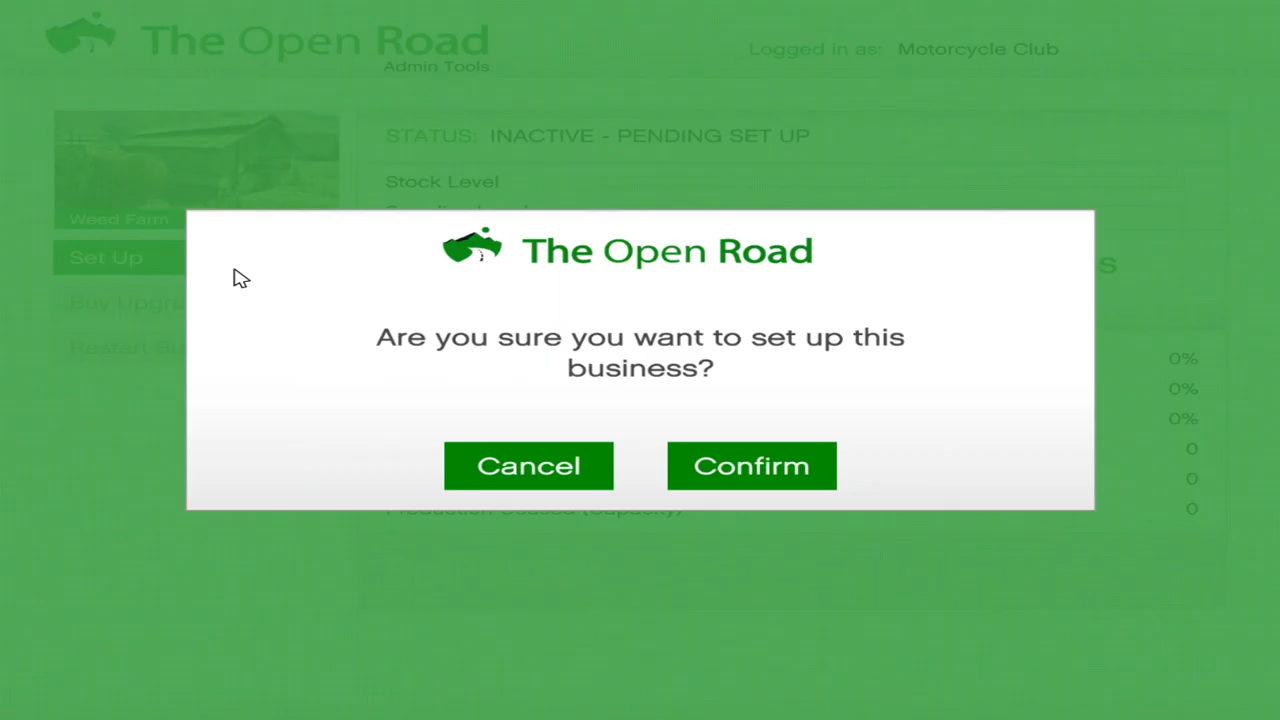 The Open Road
Admin Tools
Logged in as: Motorcycle Club
STATUS: INACTIVE - PENDING SET UP
Stock Level
Weed Farm
Set Up
The Open Road
Are you sure you want to set up this
business?
Cancel
Confirm
0%
0%
0%
0
0
0